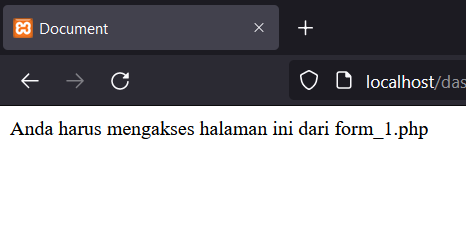 Document
localhost/das
Anda harus mengakses halaman ini dari form_1.php